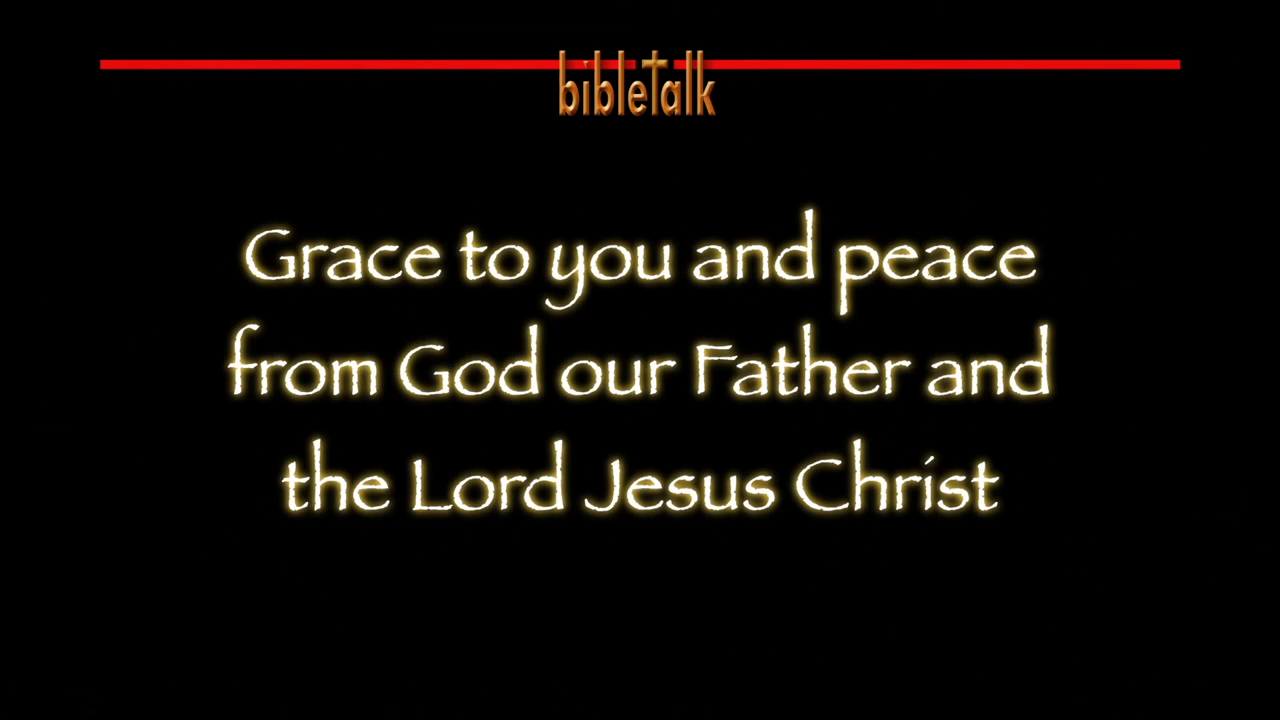 bibletalk
Grace to you and peace
from God our Father and
the Lord Jesus Christ